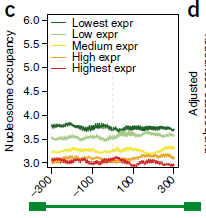 c
d
Nucleosome occupancy
6.0
5.5
5.0
4.5
4.0
3.5
3.0
Lowest expr
Low expr
Medium expr
High expr
Highest expr
−300
−100
100
300
Adjusted